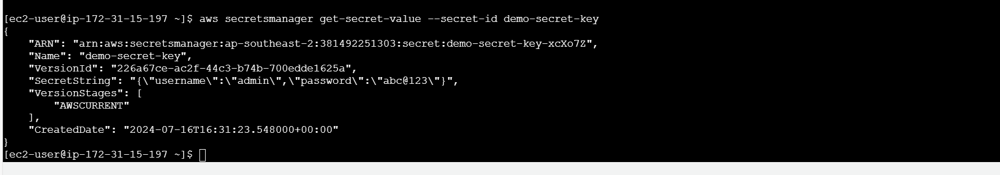 [ec2-user@ip-172-31-15-197 ~]$ aws secretsmanager get-secret-value --secret-id demo-secret-key
{
    "ARN": "arn:aws:secretsmanager:ap-southeast-2:381492251303:secret:demo-secret-key-xcXo7Z",
    "Name": "demo-secret-key",
    "VersionId": "226a67ce-ac2f-44c3-b74b-700edde1625a",
    "SecretString": "{\"username\":\"admin\",\"password\":\"abc@123\"}",
    "VersionStages": [
        "AWSCURRENT"
    ],
    "CreatedDate": "2024-07-16T16:31:23.548000+00:00"
}
[ec2-user@ip-172-31-15-197 ~]$